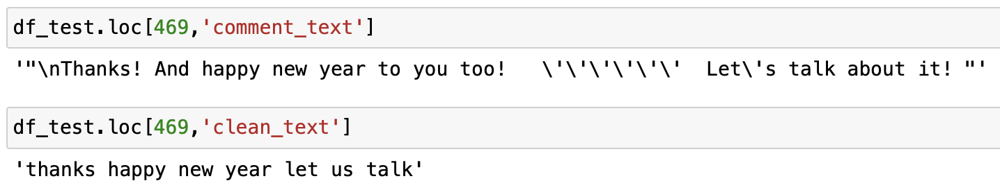 df_test.loc[469,'comment_text']
'"\nThanks! And happy new year to you too!   \'\'\'\'\'\'  Let\'s talk about it! "'
df_test.loc[469,'clean_text']
'thanks happy new year let us talk'